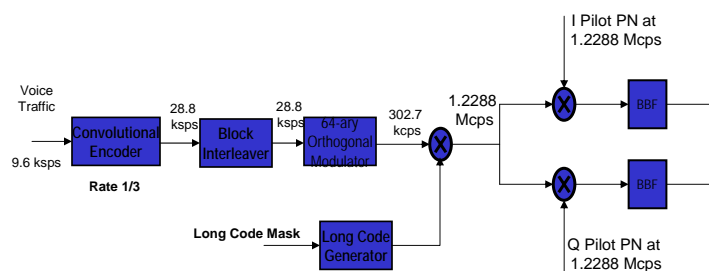 I Pilot PN at
1.2288 Mcps
Voice
Traffic
9.6 ksps
Convolutional
Encoder
Rate 1/3
28.8
ksps
Block
Interleaver
28.8
ksps
64-ary
Orthogonal
Modulator
302.7
kcps
X
1.2288
Mcps
X
BBF
X
BBF
Long Code Mask
Long Code
Generator
Q Pilot PN at
1.2288 Mcps